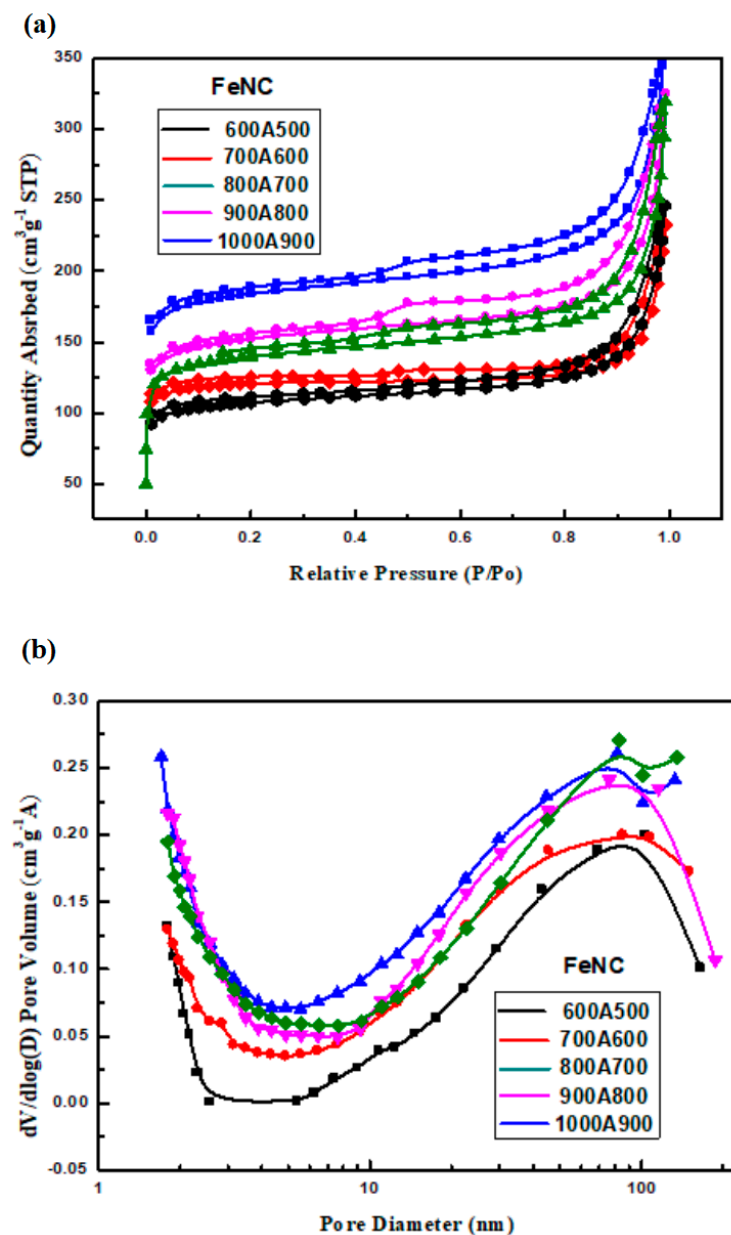 (a)
350
300
250
200
150
100
50
Quantity Absrbed (cm³g⁻¹ STP)
FeNC
600A500
700A600
800A700
900A800
1000A900
0.0 0.2 0.4 0.6 0.8 1.0
Relative Pressure (P/Po)
(b)
0.30
0.25
0.20
0.15
0.10
0.05
0.00
-0.05
dV/dlog(D) Pore Volume (cm³g⁻¹A)
FeNC
600A500
700A600
800A700
900A800
1000A900
1 10 100
Pore Diameter (nm)